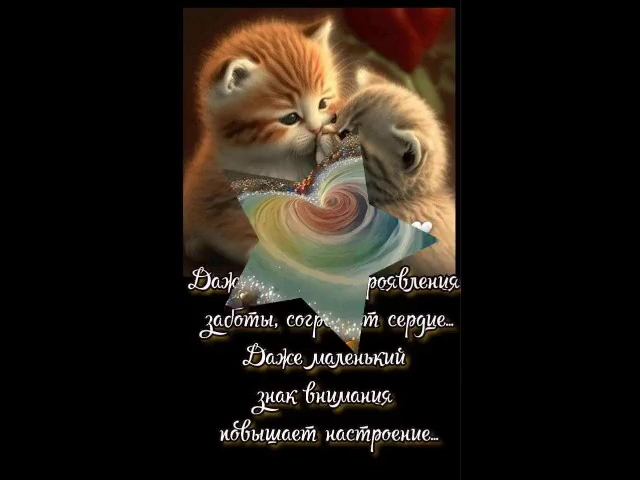 заботы, сердце...
Даже маленький
знак внимания
повышает настроение...